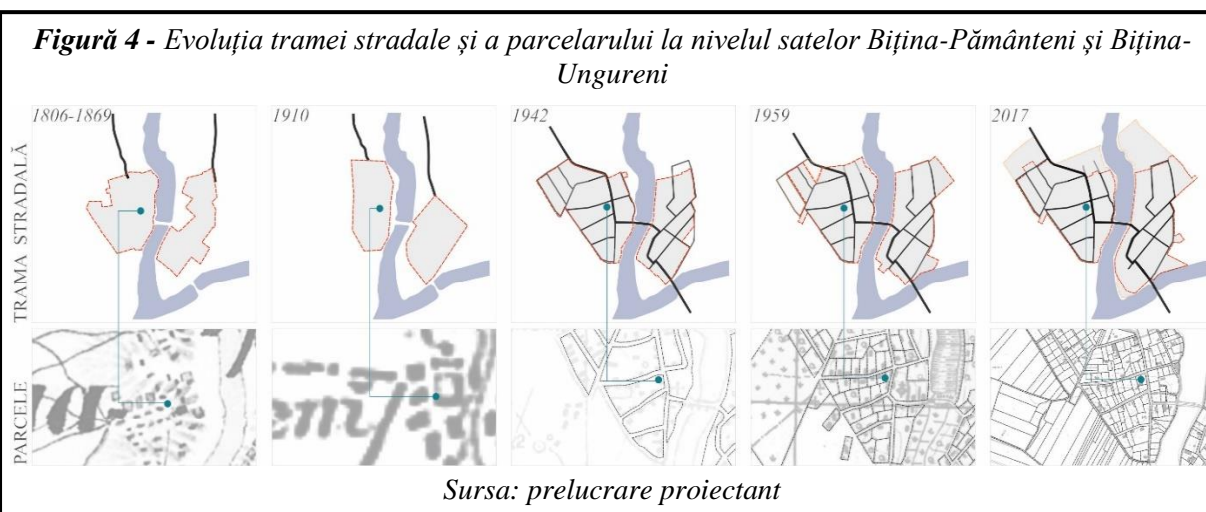 Figură 4 - Evoluția tramei stradale și a parcelarului la nivelul satelor Bițina-Pământeni și Bițina-
Ungureni
1806-1869
1910
1942
1959
2017
TRAMA STRADALĂ
PARCELE
Sursa: prelucrare proiectant